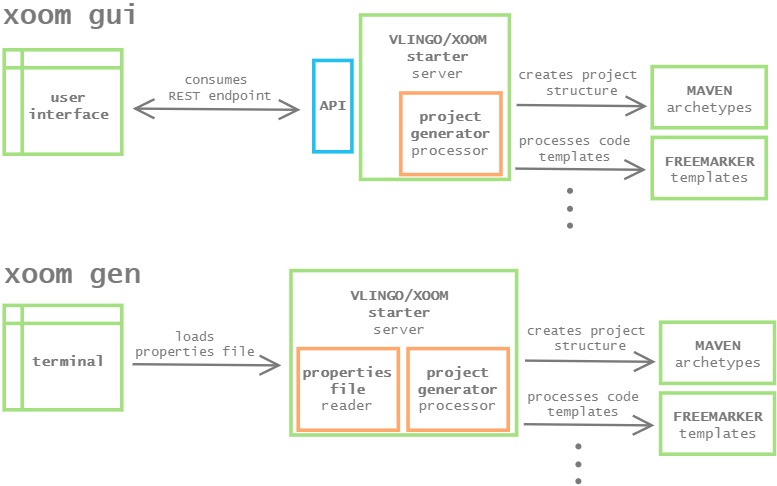 xoom gui
user
interface
consumes
REST endpoint
API
VLINGO/XOOM
starter
server
project
generator
processor
creates project
structure
MAVEN
archetypes
processes code
templates
FREEMARKER
templates
xoom gen
terminal
loads
properties file
VLINGO/XOOM
starter
server
properties
file
reader
project
generator
processor
creates project
structure
MAVEN
archetypes
processes code
templates
FREEMARKER
templates